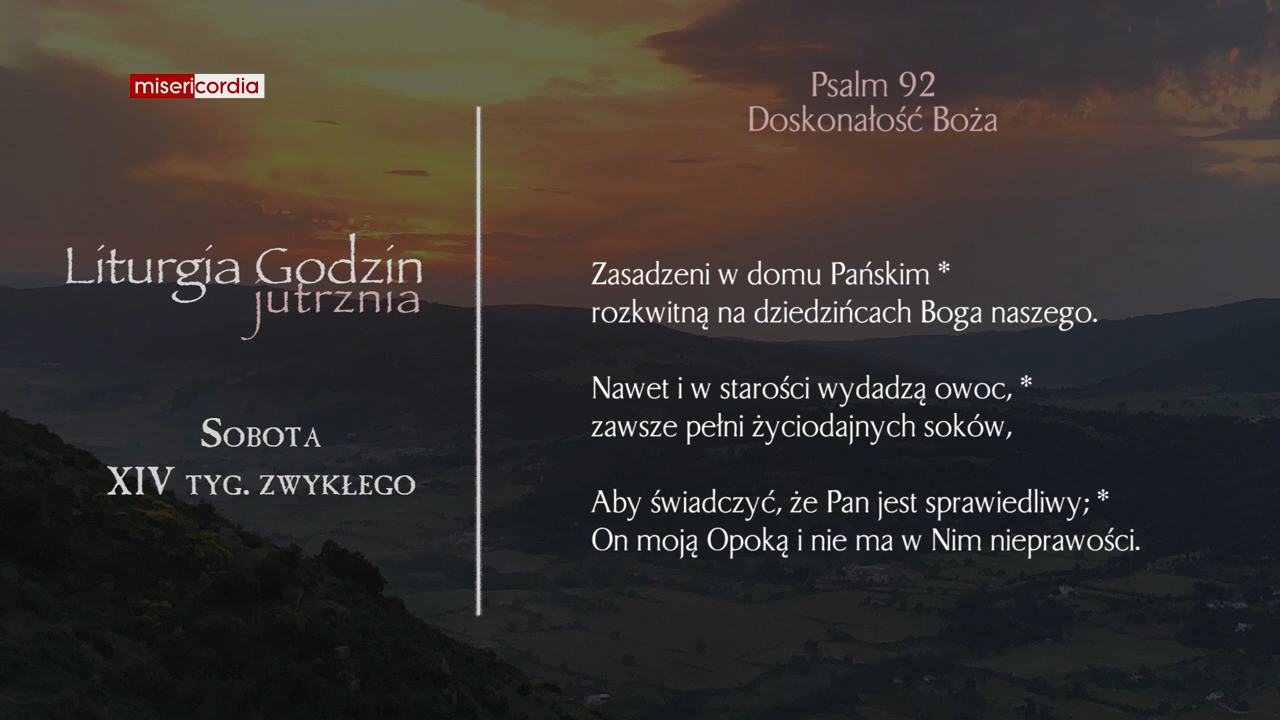 misericordia
Liturgia Godzin
jutrznia
Sobota
XIV tyg. zwykłego
Psalm 92
Doskonałość Boża
Zasadzeni w domu Pańskim *
rozkwitną na dziedzińcach Boga naszego.
Nawet i w starości wydadzą owoc, *
zawsze pełni życiodajnych soków,
Aby świadczyć, że Pan jest sprawiedliwy; *
On moją Opoką i nie ma w Nim nieprawości.